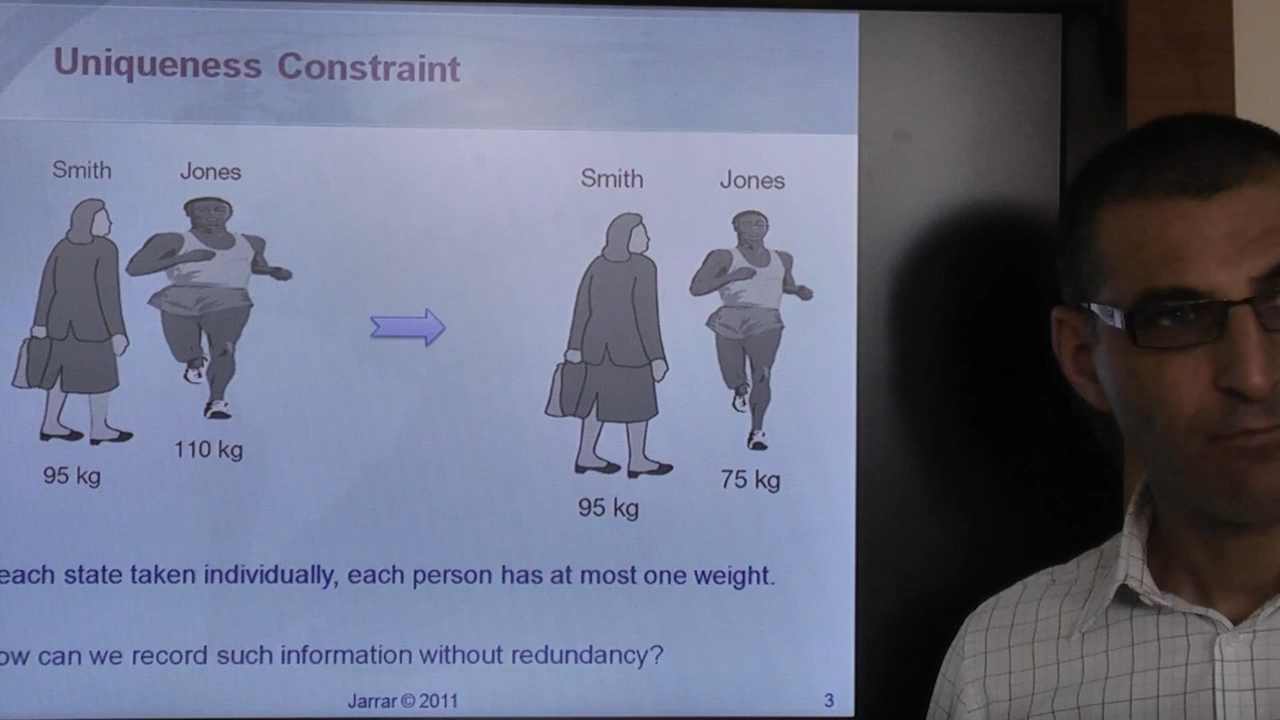 Uniqueness Constraint
Smith Jones Smith Jones
95 kg 110 kg 95 kg 75 kg
each state taken individually, each person has at most one weight.
ow can we record such information without redundancy?
Jarrar © 2011 3